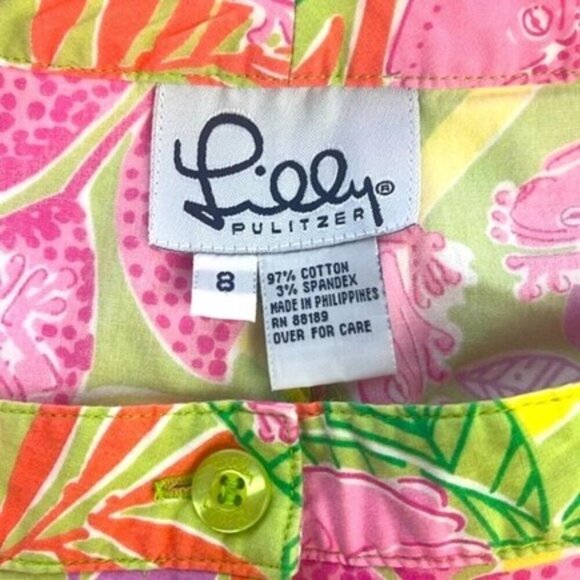 Lilly®
PULITZER
8
97% COTTON
3% SPANDEX
MADE IN PHILIPPINES
RN 88189
OVER FOR CARE